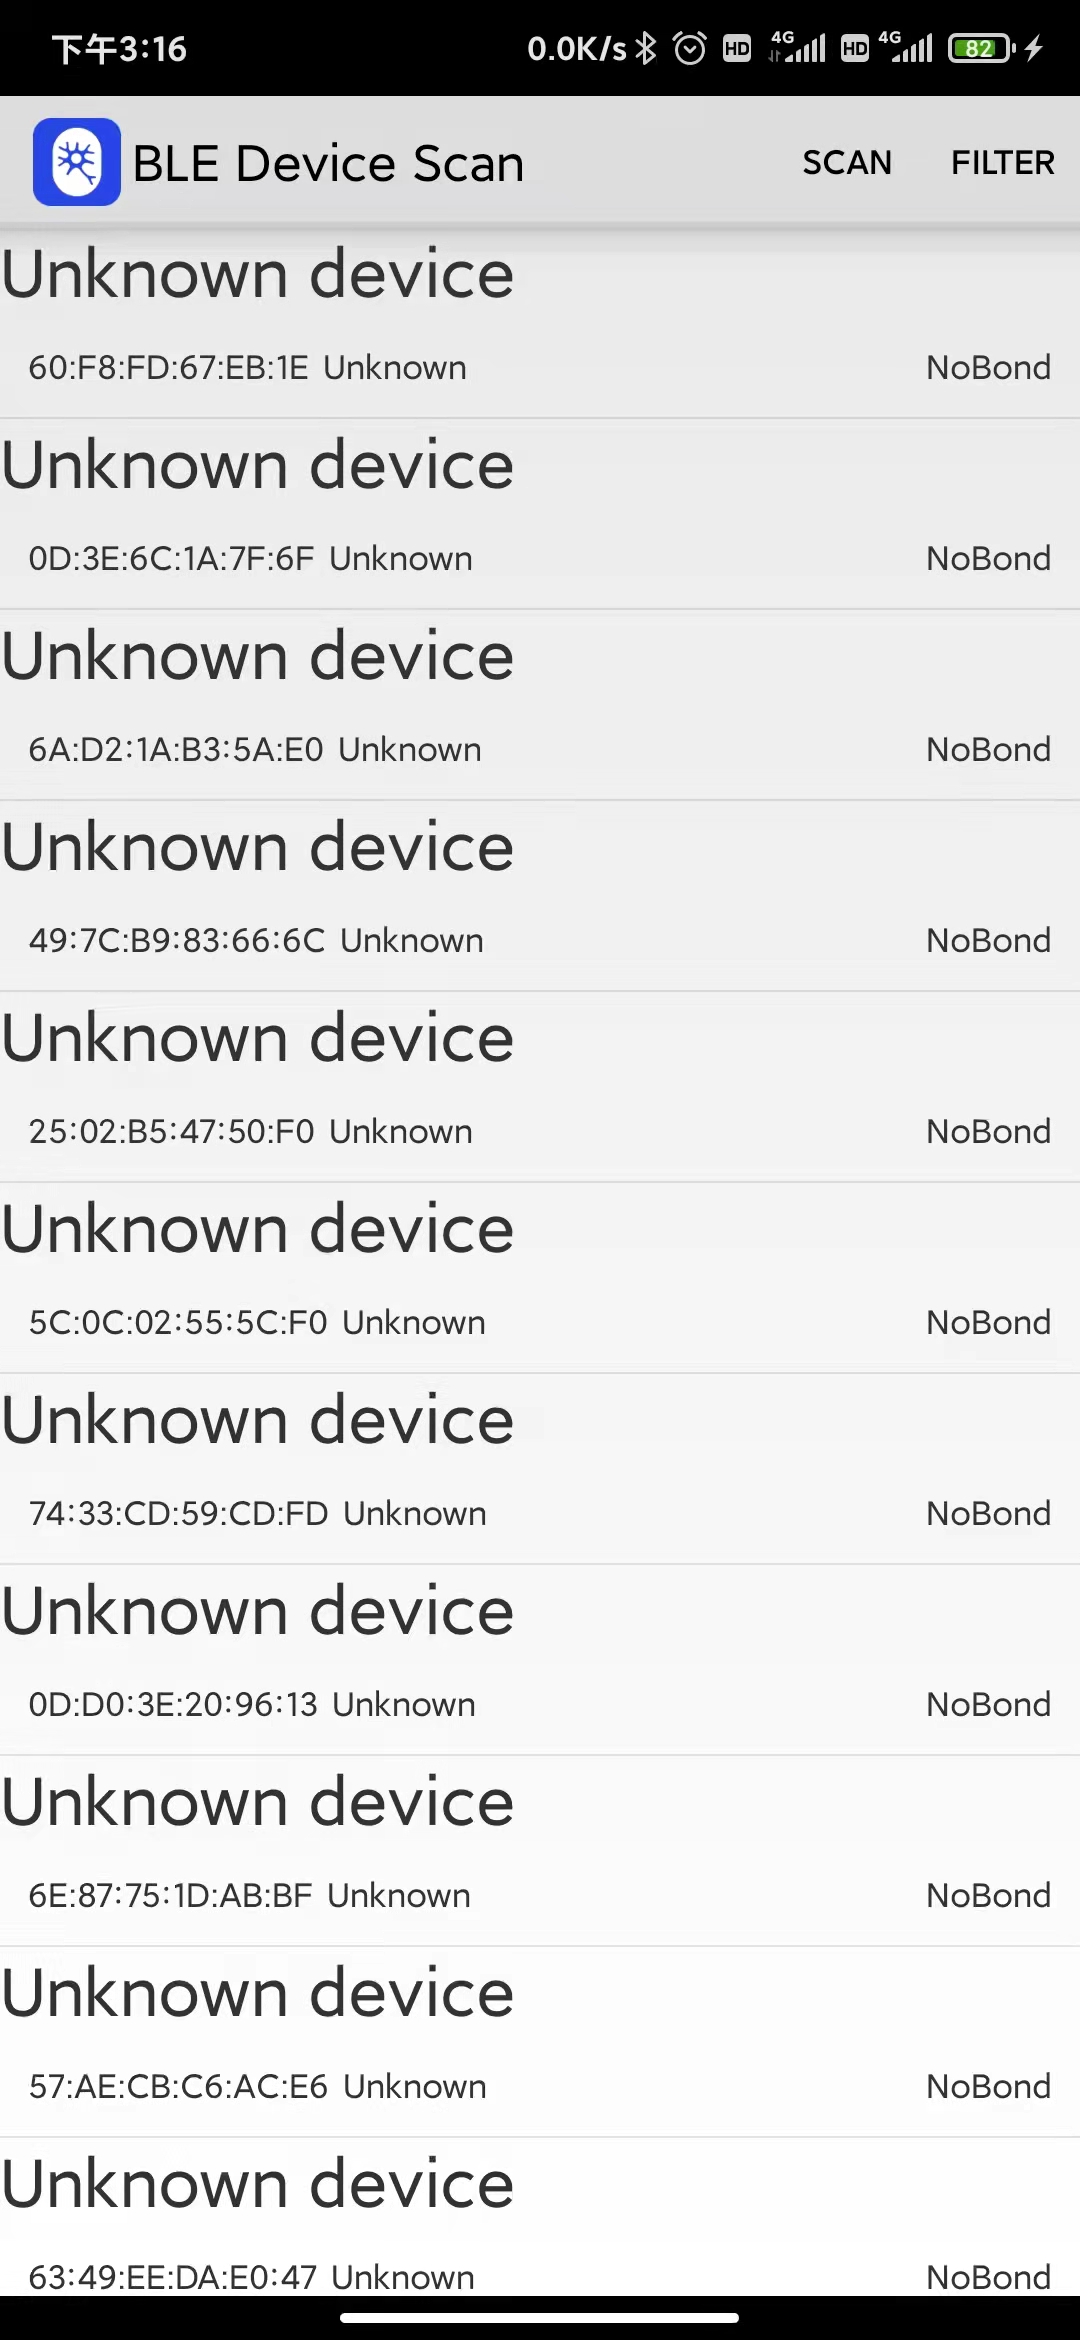 下午3:16
0.0K/s HD 4G HD 4G 82
BLE Device Scan
SCAN FILTER
Unknown device
60:F8:FD:67:EB:1E Unknown NoBond
Unknown device
0D:3E:6C:1A:7F:6F Unknown NoBond
Unknown device
6A:D2:1A:B3:5A:E0 Unknown NoBond
Unknown device
49:7C:B9:83:66:6C Unknown NoBond
Unknown device
25:02:B5:47:50:F0 Unknown NoBond
Unknown device
5C:0C:02:55:5C:F0 Unknown NoBond
Unknown device
74:33:CD:59:CD:FD Unknown NoBond
Unknown device
0D:D0:3E:20:96:13 Unknown NoBond
Unknown device
6E:87:75:1D:AB:BF Unknown NoBond
Unknown device
57:AE:CB:C6:AC:E6 Unknown NoBond
Unknown device
63:49:EE:DA:E0:47 Unknown NoBond